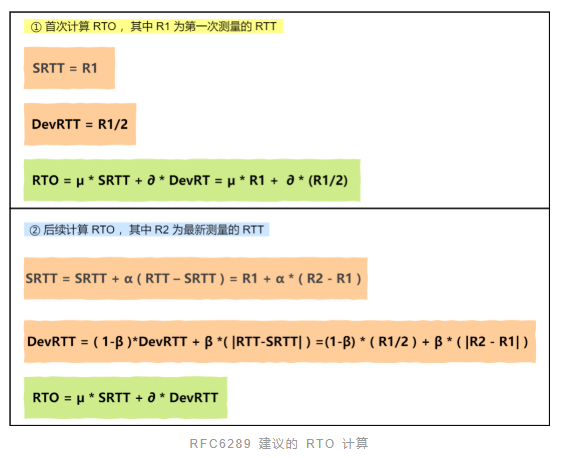 ① 首次计算 RTO ，其中 R1 为第一次测量的 RTT
SRTT = R1
DevRTT = R1/2
RTO = μ * SRTT + ∂ * DevRT = μ * R1 + ∂ * (R1/2)
② 后续计算 RTO ，其中 R2 为最新测量的 RTT
SRTT = SRTT + α ( RTT – SRTT ) = R1 + α * ( R2 - R1 )
DevRTT = ( 1-β )*DevRTT + β *( |RTT-SRTT| ) =(1-β) * ( R1/2 ) + β * ( |R2 - R1| )
RTO = μ * SRTT + ∂ * DevRTT
RFC6289 建议的 RTO 计算